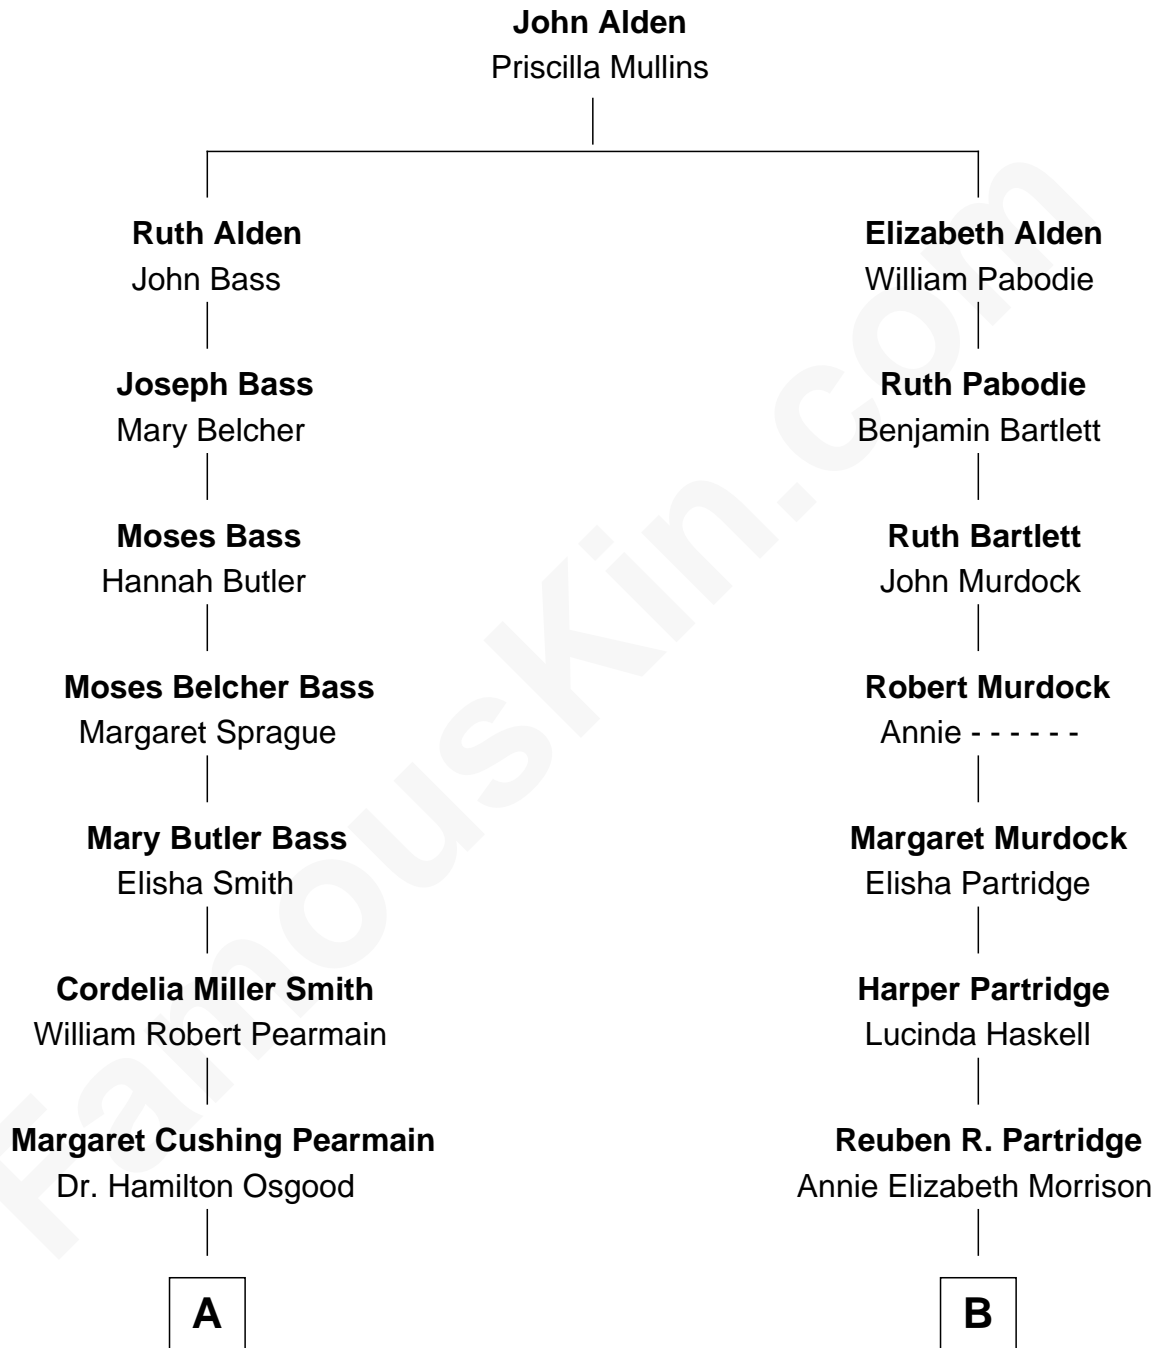 John Alden
Priscilla Mullins
Ruth Alden
John Bass
Elizabeth Alden
William Pabodie
Joseph Bass
Mary Belcher
Ruth Pabodie
Benjamin Bartlett
Moses Bass
Hannah Butler
Ruth Bartlett
John Murdock
Moses Belcher Bass
Margaret Sprague
Robert Murdock
Annie - - - - - -
Mary Butler Bass
Elisha Smith
Margaret Murdock
Elisha Partridge
Cordelia Miller Smith
William Robert Pearmain
Harper Partridge
Lucinda Haskell
Margaret Cushing Pearmain
Dr. Hamilton Osgood
Reuben R. Partridge
Annie Elizabeth Morrison
A
B
FamousKin.com